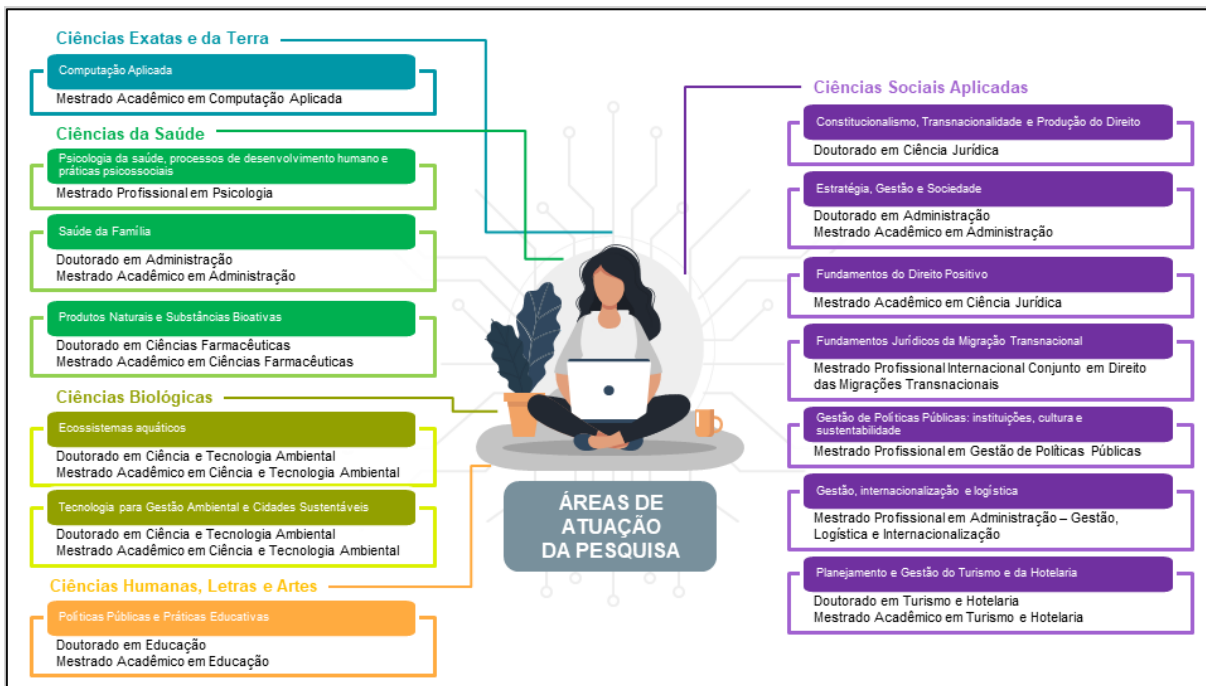 Ciências Exatas e da Terra
Computação Aplicada
Mestrado Acadêmico em Computação Aplicada
Ciências da Saúde
Psicologia da saúde, processos de desenvolvimento humano e
práticas psicossociais
Mestrado Profissional em Psicologia
Saúde da Família
Doutorado em Administração
Mestrado Acadêmico em Administração
Produtos Naturais e Substâncias Bioativas
Doutorado em Ciências Farmacêuticas
Mestrado Acadêmico em Ciências Farmacêuticas
Ciências Biológicas
Ecossistemas aquáticos
Doutorado em Ciência e Tecnologia Ambiental
Mestrado Acadêmico em Ciência e Tecnologia Ambiental
Tecnologia para Gestão Ambiental e Cidades Sustentáveis
Doutorado em Ciência e Tecnologia Ambiental
Mestrado Acadêmico em Ciência e Tecnologia Ambiental
Ciências Humanas, Letras e Artes
Políticas Públicas e Práticas Educativas
Doutorado em Educação
Mestrado Acadêmico em Educação
ÁREAS DE
ATUAÇÃO
DA PESQUISA
Ciências Sociais Aplicadas
Constitucionalismo, Transnacionalidade e Produção do Direito
Doutorado em Ciência Jurídica
Estratégia, Gestão e Sociedade
Doutorado em Administração
Mestrado Acadêmico em Administração
Fundamentos do Direito Positivo
Mestrado Acadêmico em Ciência Jurídica
Fundamentos Jurídicos da Migração Transnacional
Mestrado Profissional Internacional Conjunto em Direito
das Migrações Transnacionais
Gestão de Políticas Públicas: instituições, cultura e
sustentabilidade
Mestrado Profissional em Gestão de Políticas Públicas
Gestão, internacionalização e logística
Mestrado Profissional em Administração – Gestão,
Logística e Internacionalização
Planejamento e Gestão do Turismo e da Hotelaria
Doutorado em Turismo e Hotelaria
Mestrado Acadêmico em Turismo e Hotelaria